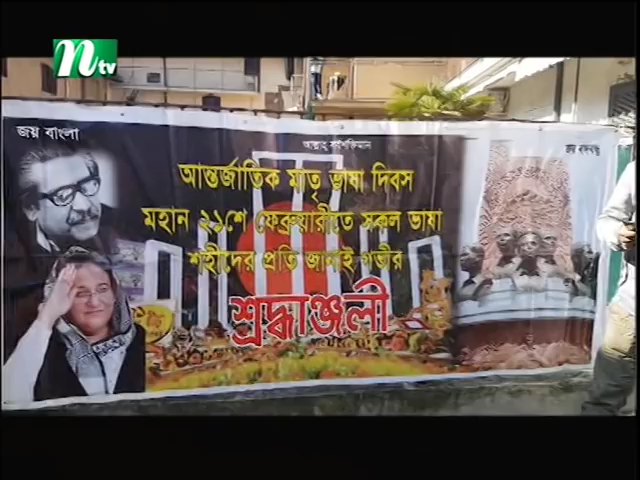 ntv
জয় বাংলা
আন্তর্জাতিক মাতৃ ভাষা দিবস
মহান ২১শে ফেব্রুয়ারীতে সকল ভাষা
শহীদের প্রতি জানাই গভীর
শ্রদ্ধাঞ্জলী